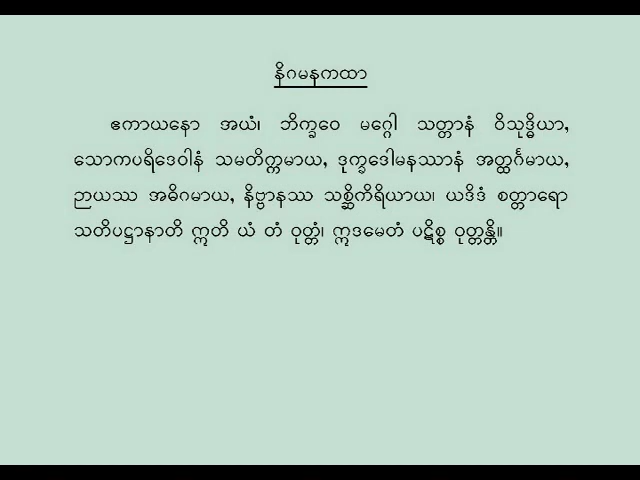 နိဂမနကထာ
ဧကာယနော အယံ၊ ဘိက္ခဝေ မဂ္ဂေါ သတ္တာနံ ဝိသုဒ္ဓိယာ,
သောကပရိဒေဝါနံ သမတိက္ကမာယ, ဒုက္ခဒေါမနဿာနံ အတ္ထင်္ဂမာယ,
ဉာယဿ အဓိဂမာယ, နိဗ္ဗာနဿ သစ္ဆိကိရိယာယ၊ ယဒိဒံ စတ္တာရော
သတိပဋ္ဌာနာတိ ဣတိ ယံ တံ ဝုတ္တံ၊ ဣဒမေတံ ပဋိစ္စ ဝုတ္တန္တိ။